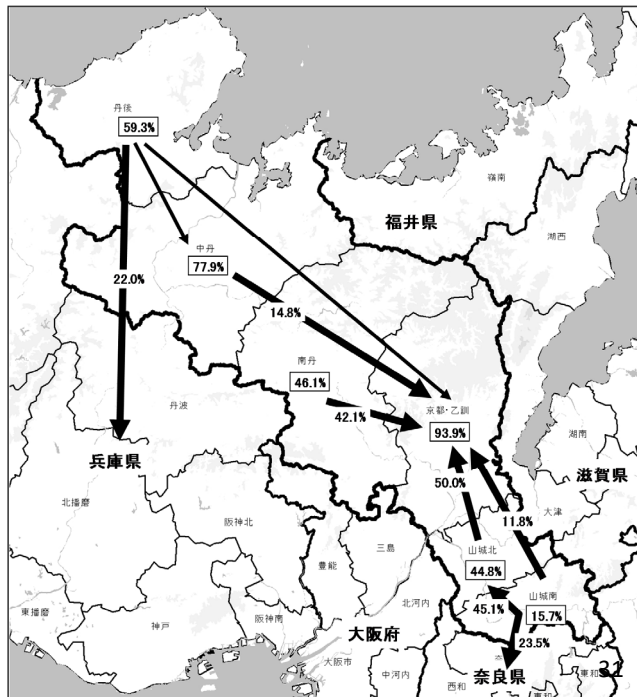 丹後
59.3%
嶺南
福井県
湖西
中丹
77.9%
22.0%
14.8%
南丹
46.1%
42.1%
京都・乙訓
93.9%
丹波
兵庫県
湖南
滋賀県
北播磨
阪神北
50.0%
11.8%
大津
三島
豊能
山城北
44.8%
山城南
15.7%
45.1%
北河内
東播磨
神戸
阪神南
大阪府
23.5%
大阪市
中河内
西和
奈良県
31
東和
東和